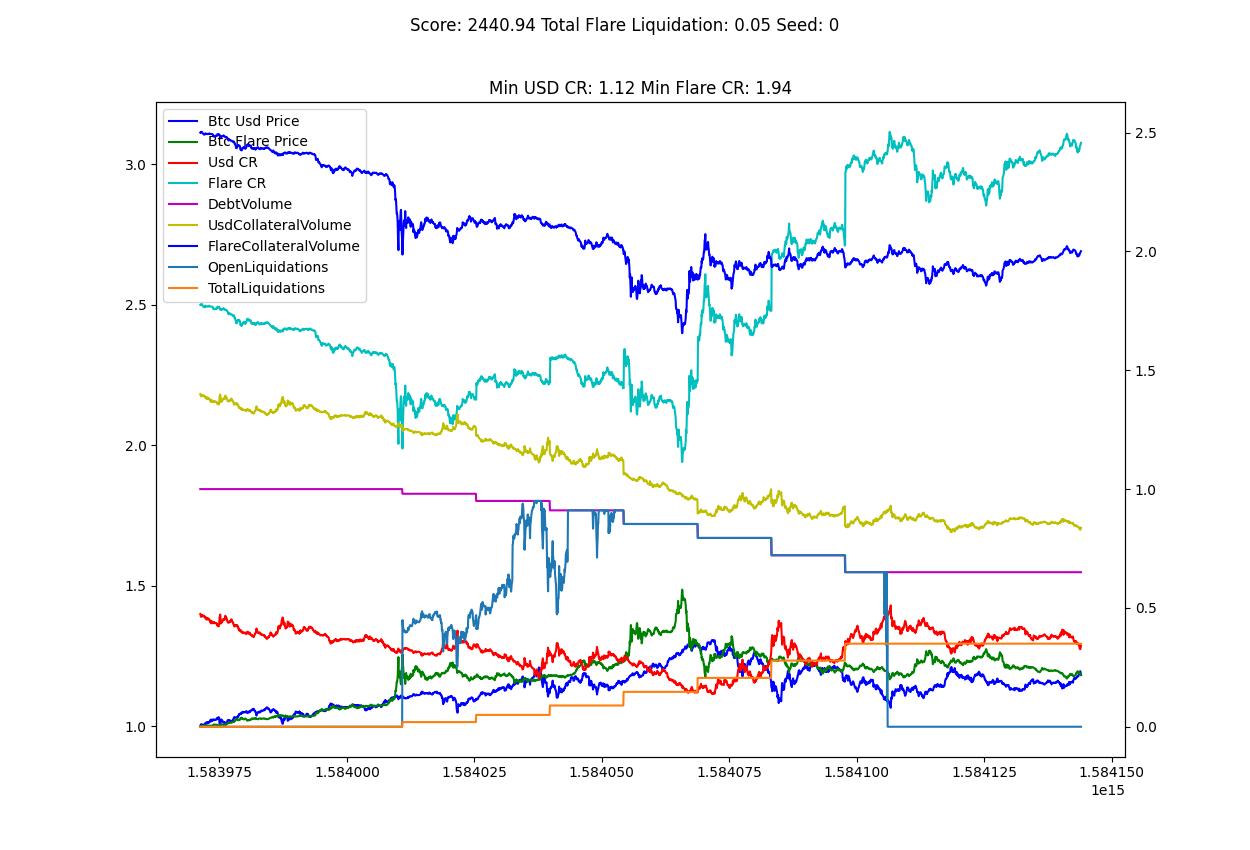 Score: 2440.94 Total Flare Liquidation: 0.05 Seed: 0
Min USD CR: 1.12 Min Flare CR: 1.94
Btc Usd Price
Btc Flare Price
Usd CR
Flare CR
DebtVolume
UsdCollateralVolume
FlareCollateralVolume
OpenLiquidations
TotalLiquidations
3.0
2.5
2.0
1.5
1.0
2.5
2.0
1.5
1.0
0.5
0.0
1.583975 1.584000 1.584025 1.584050 1.584075 1.584100 1.584125 1.584150
1e15